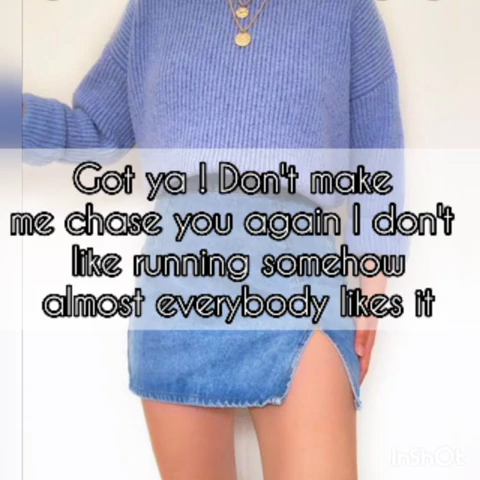 Got ya ! Don't make
me chase you again I don't
like running somehow
almost everybody likes it
InShOt